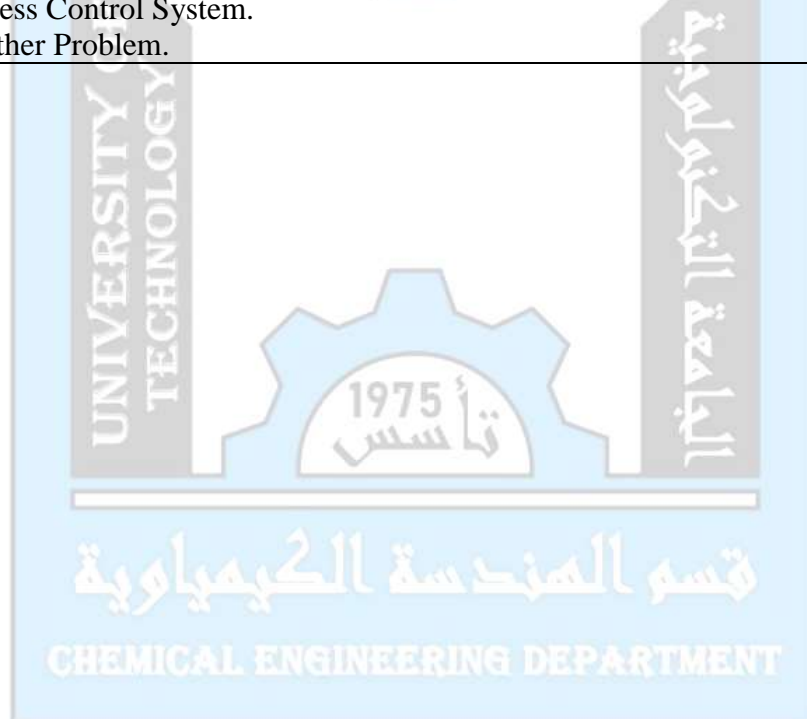 ess Control System.
ther Problem.
UNIVERSITY OF
TECHNOLOGY
الجامعة التكنولوجية
1975
تأسس
قسم الهندسة الكيمياوية
CHEMICAL ENGINEERING DEPARTMENT